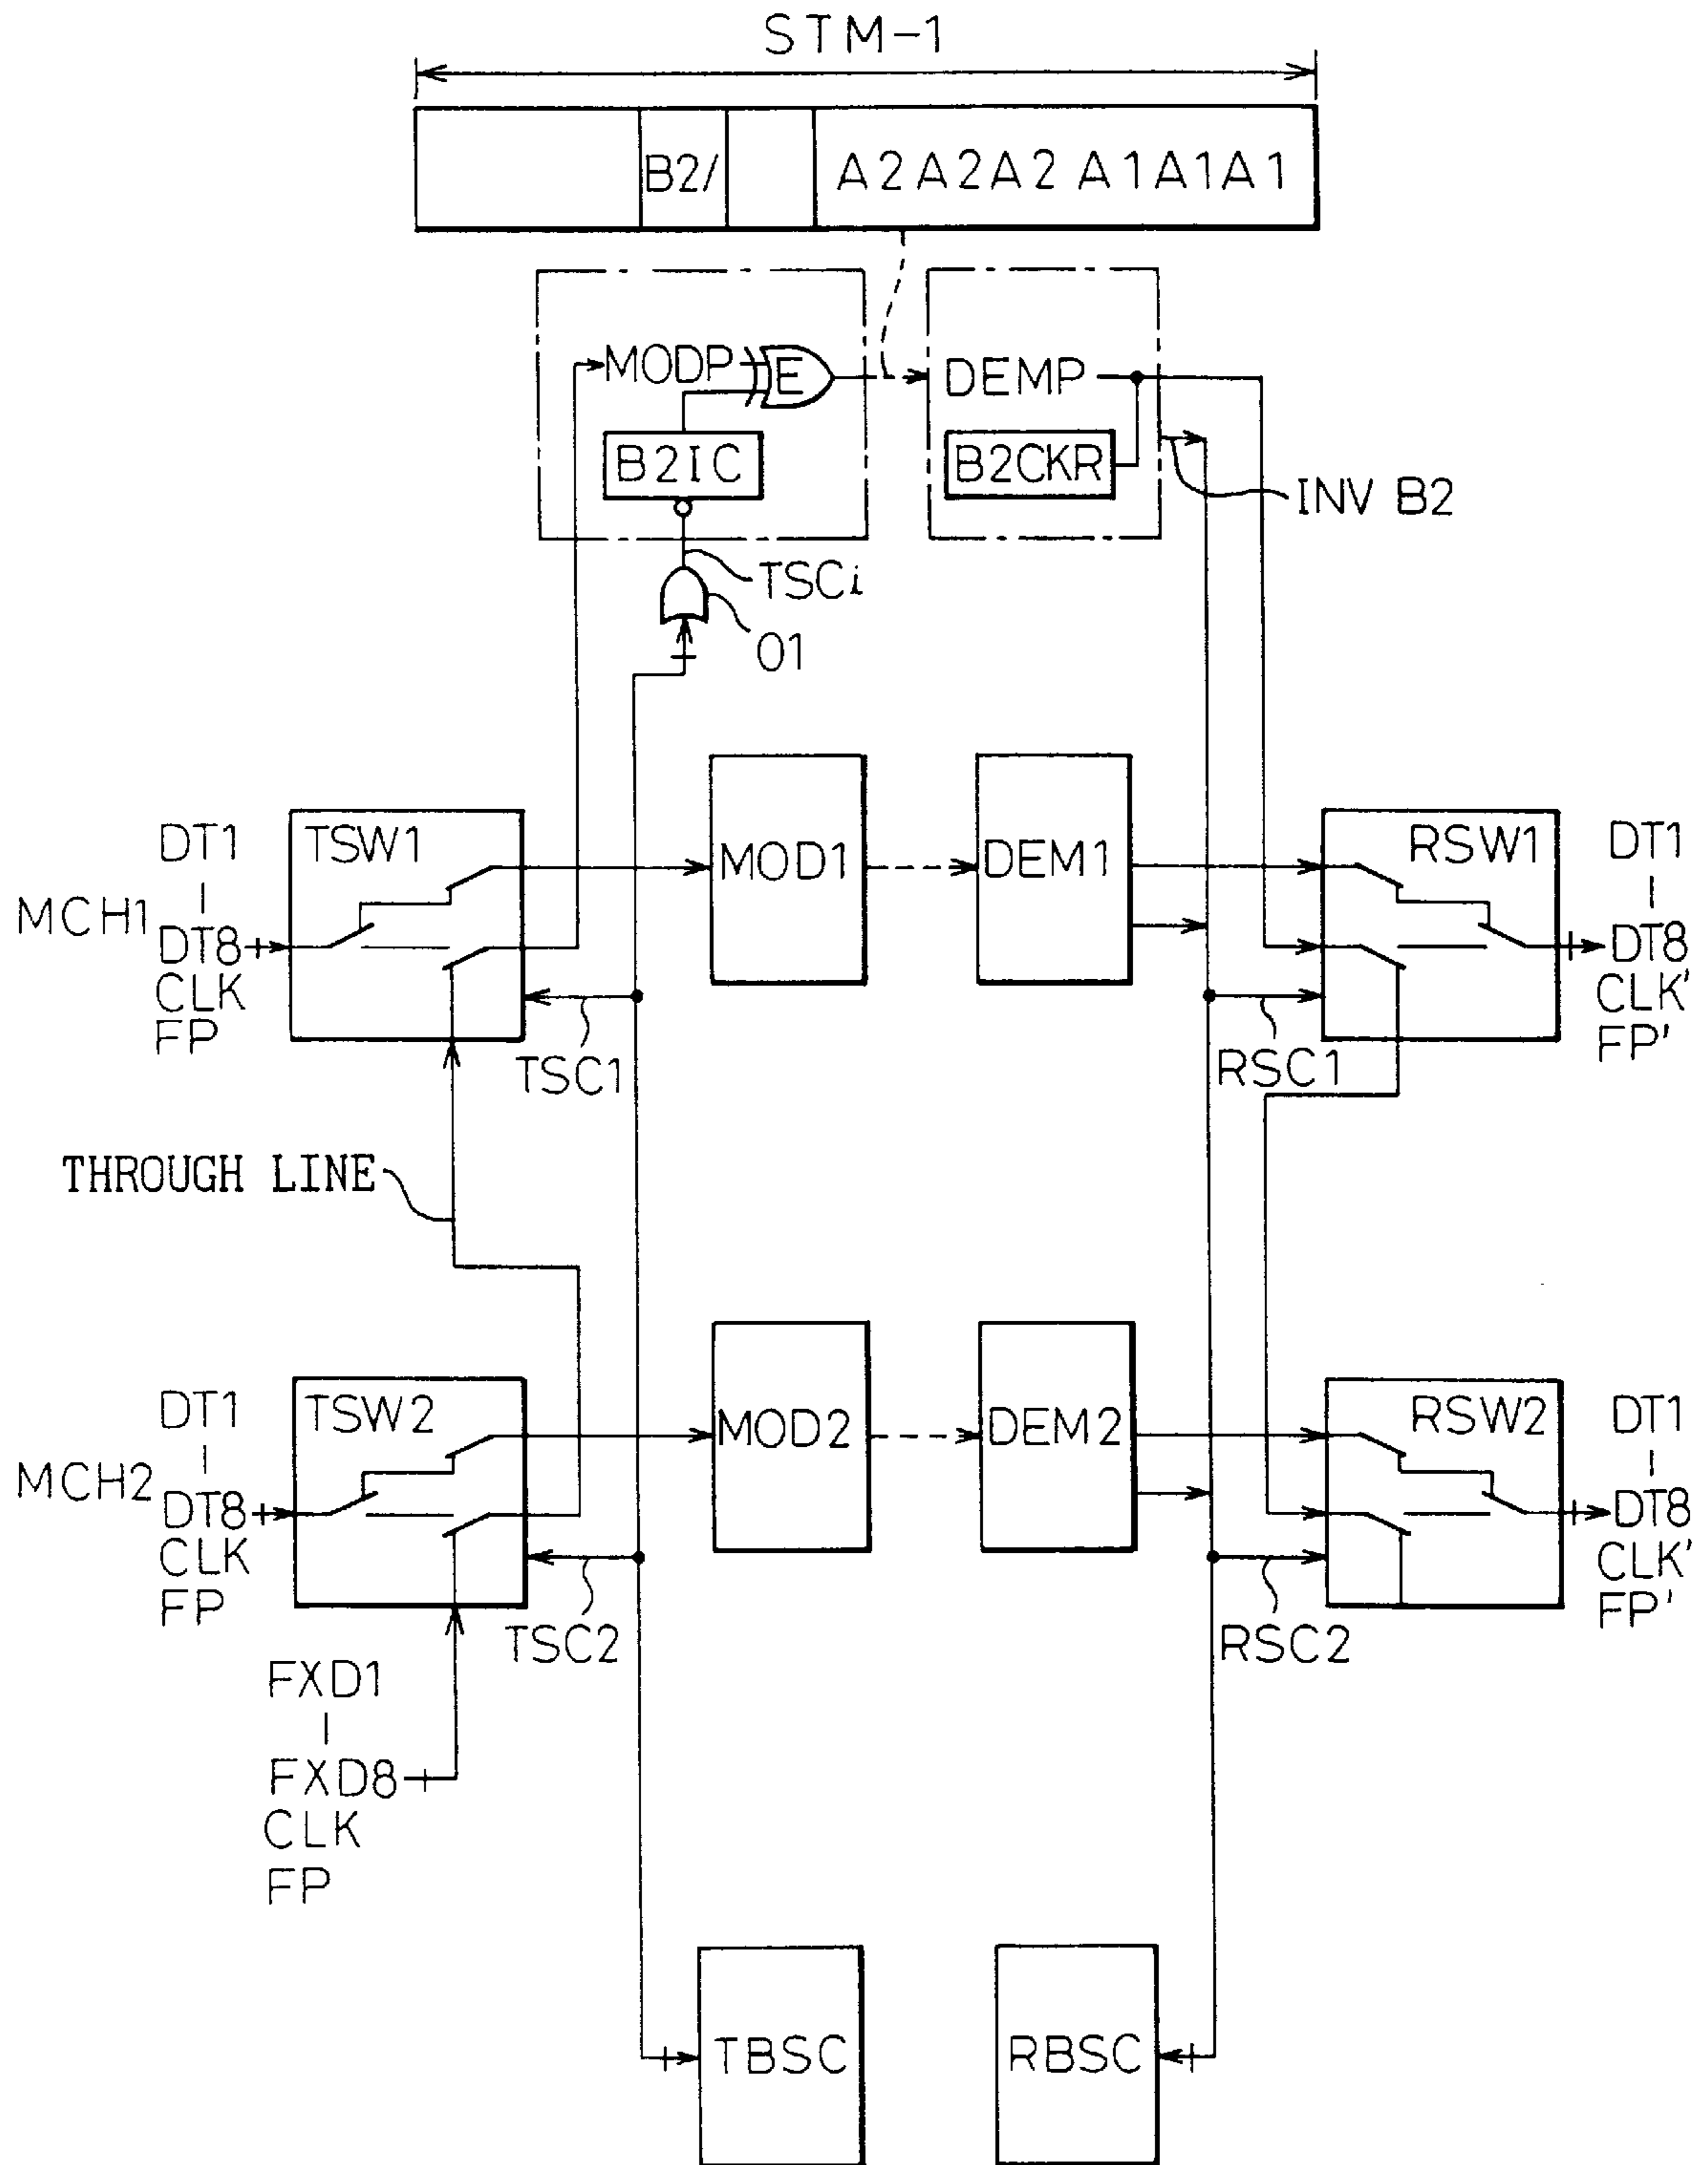 STM-1
B2/
A2A2A2 A1A1A1
MODP
E
DEMP
B2IC
B2CKR
INV B2
TSCi
O1
MCH1
DT1
DT8
CLK
FP
TSW1
MOD1
DEM1
RSW1
DT1
DT8
CLK'
FP'
TSC1
RSC1
THROUGH LINE
MCH2
DT1
DT8
CLK
FP
TSW2
MOD2
DEM2
RSW2
DT1
DT8
CLK'
FP'
TSC2
RSC2
FXD1
FXD8
CLK
FP
TBSC
RBSC